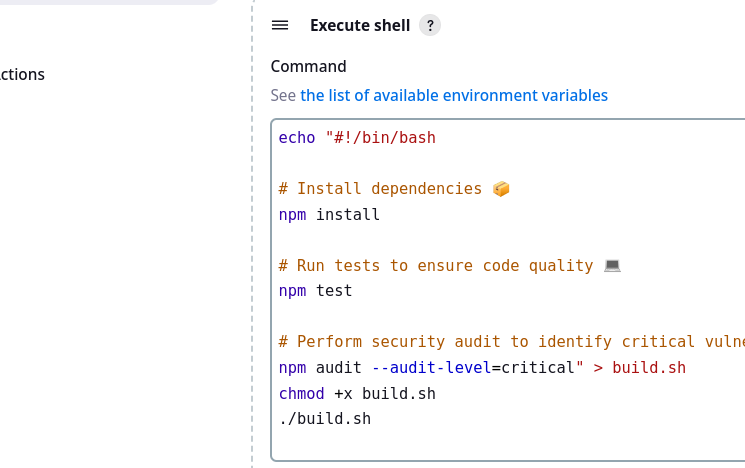 Execute shell ?
ctions
Command
See the list of available environment variables
echo "#!/bin/bash
# Install dependencies 📦
npm install
# Run tests to ensure code quality 💻
npm test
# Perform security audit to identify critical
npm audit --audit-level=critical" > build.sh
chmod +x build.sh
./build.sh